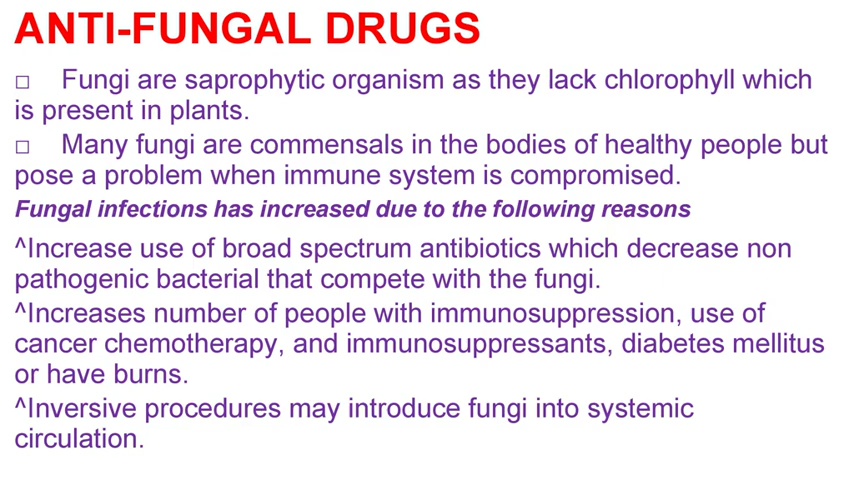 ANTI-FUNGAL DRUGS
□ Fungi are saprophytic organism as they lack chlorophyll which
is present in plants.
□ Many fungi are commensals in the bodies of healthy people but
pose a problem when immune system is compromised.
Fungal infections has increased due to the following reasons
^Increase use of broad spectrum antibiotics which decrease non
pathogenic bacterial that compete with the fungi.
^Increases number of people with immunosuppression, use of
cancer chemotherapy, and immunosuppressants, diabetes mellitus
or have burns.
^Inversive procedures may introduce fungi into systemic
circulation.